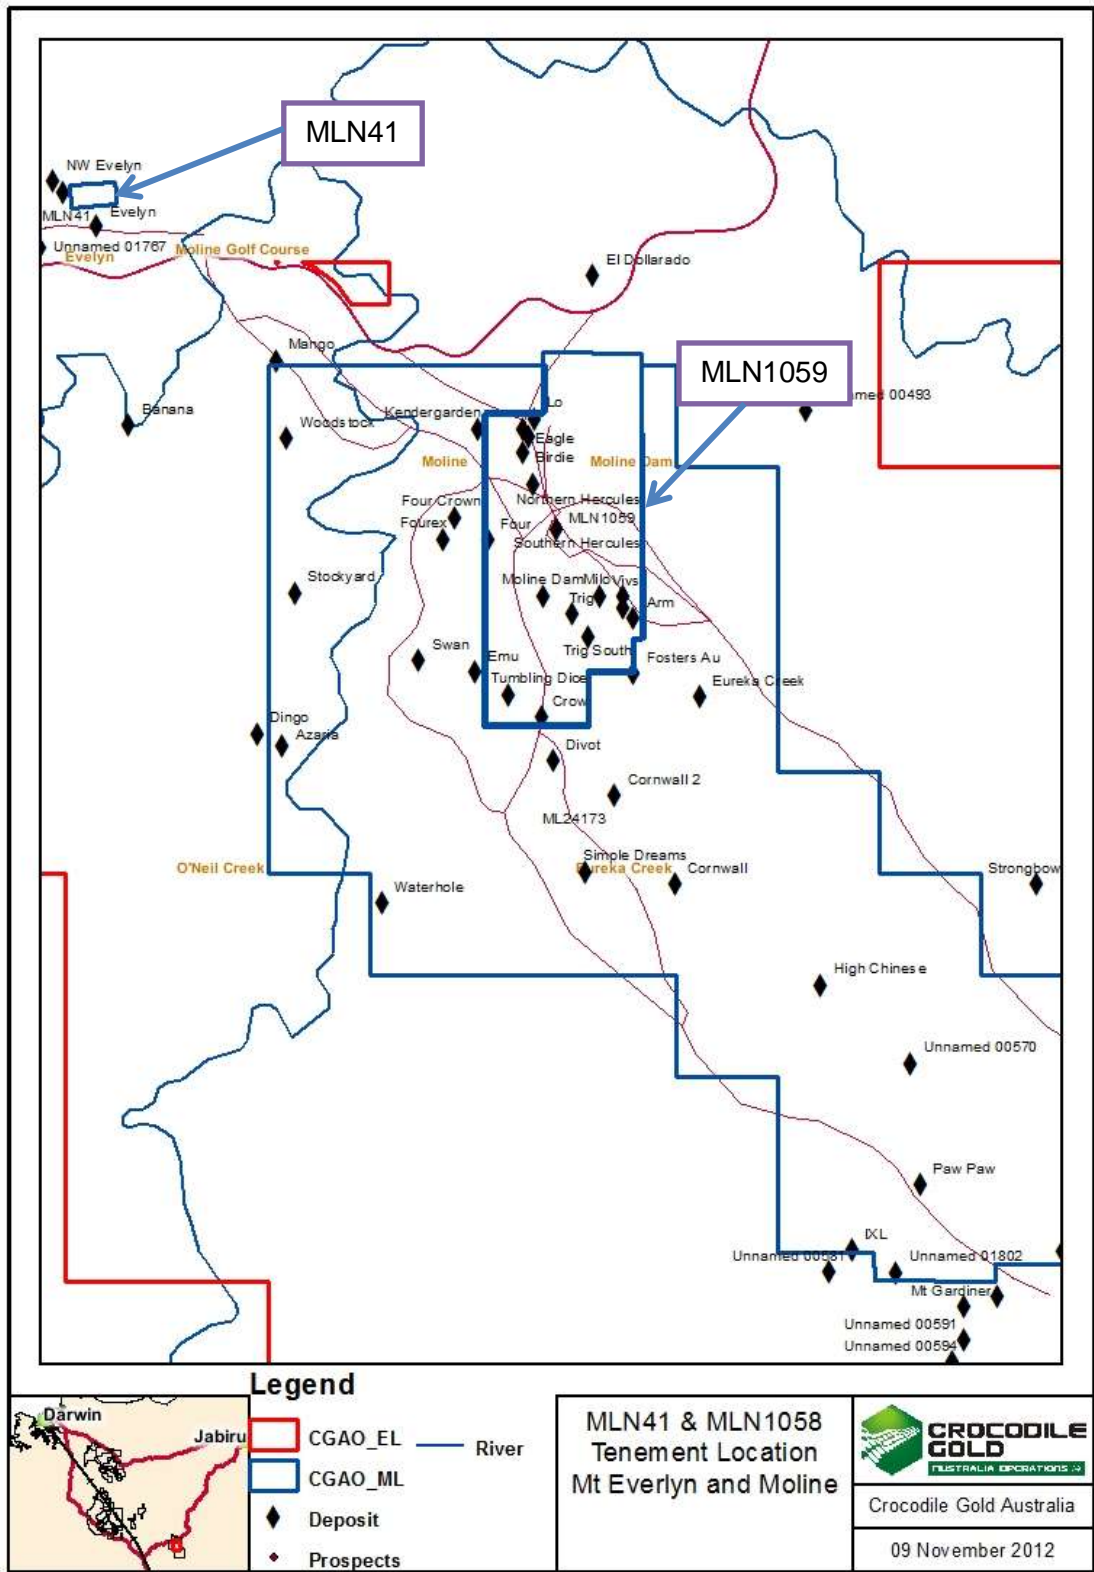 MLN41
NW Evelyn
MLN41
Evelyn
Unnamed 01767
Evelyn
Moline Golf Course
El Dollarado
Mango
MLN1059
Banana
Woodstock
Kendergarden
Lo
Eagle
Birdie
Moline
Moline Dam
Northern Hercules
Four Crown
Fourex
Four
MLN1059
Southern Hercules
Stockyard
Moline Dam
Milo
Vivs
Trig
Arm
Trig South
Swan
Emu
Fosters Au
Tumbling Dice
Eureka Creek
Crow
Dingo
Azaria
Divot
Cornwall 2
ML24173
O'Neil Creek
Simple Dreams
Eureka Creek
Cornwall
Strongbow
Waterhole
High Chinese
Unnamed 00570
Paw Paw
IXL
Unnamed 00581
Unnamed 01802
Mt Gardiner
Unnamed 00591
Unnamed 00594
Legend
CGAO_EL
River
CGAO_ML
Deposit
Prospects
Darwin
Jabiru
MLN41 & MLN1058
Tenement Location
Mt Everlyn and Moline
CROCODILE
GOLD
AUSTRALIA OPERATIONS
Crocodile Gold Australia
09 November 2012